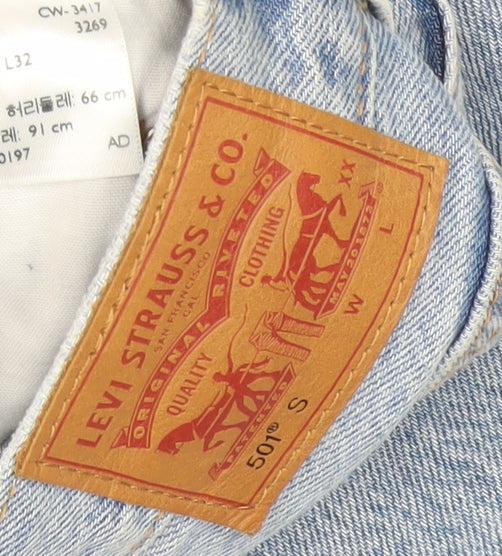 CW-3417
3269
L32
허리둘레: 66 cm
레: 91 cm
0197
AD
LEVI STRAUSS & CO.
SAN FRANCISCO
CAL
ORIGINAL RIVETED
QUALITY CLOTHING
PATENTED
MAY 20 1873
XX
501® S
W
L